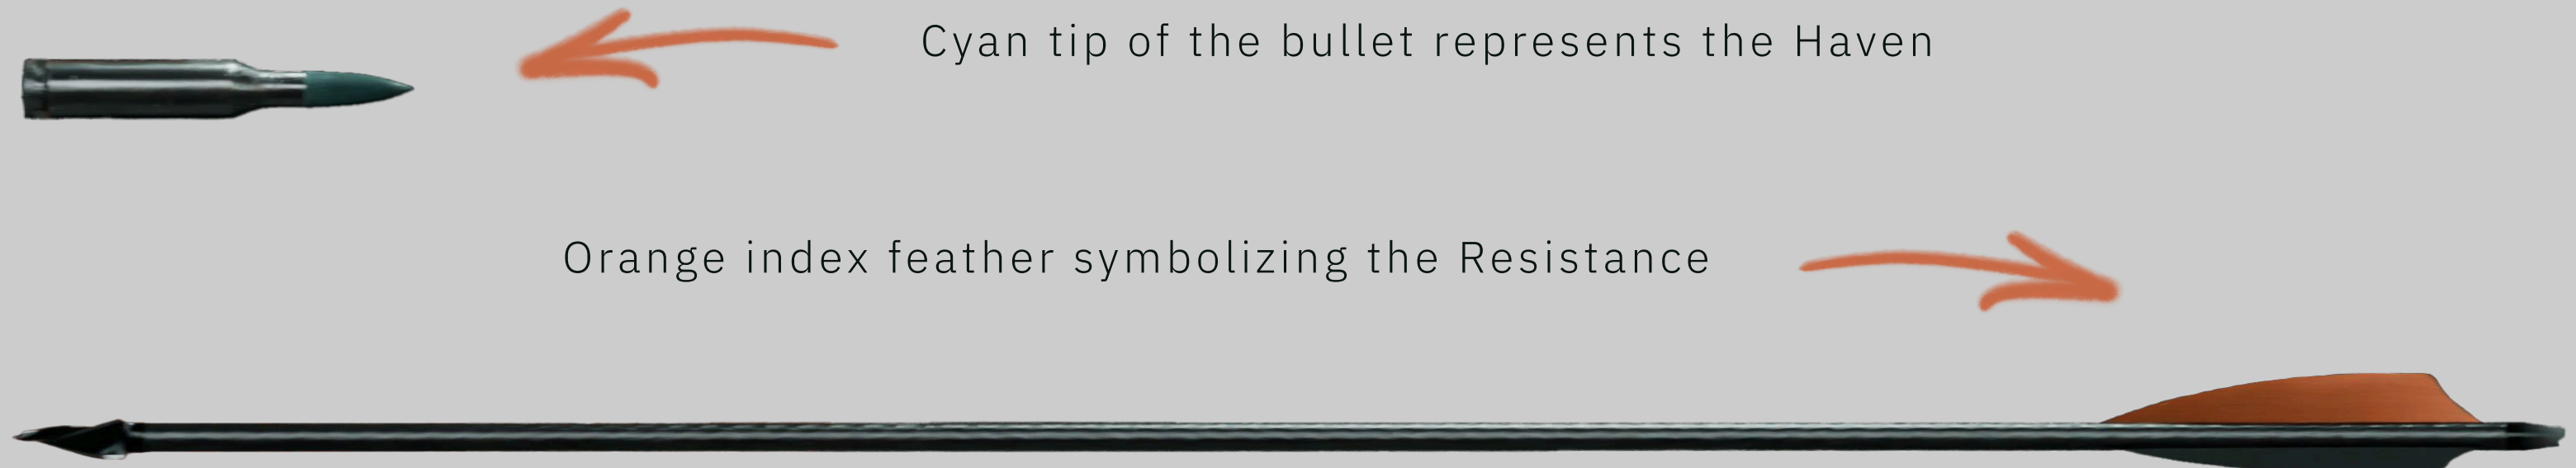 Cyan tip of the bullet represents the Haven
Orange index feather symbolizing the Resistance